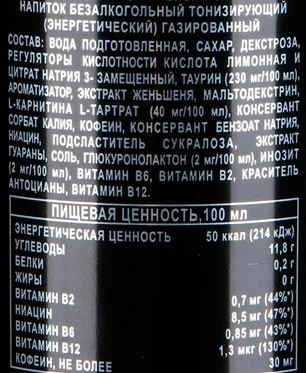 НАПИТОК БЕЗАЛКОГОЛЬНЫЙ ТОНИЗИРУЮЩИЙ
(ЭНЕРГЕТИЧЕСКИЙ) ГАЗИРОВАННЫЙ
СОСТАВ: ВОДА ПОДГОТОВЛЕННАЯ, САХАР, ДЕКСТРОЗА,
РЕГУЛЯТОРЫ КИСЛОТНОСТИ КИСЛОТА ЛИМОННАЯ И
ЦИТРАТ НАТРИЯ 3- ЗАМЕЩЕННЫЙ, ТАУРИН (230 мг/100 мл),
АРОМАТИЗАТОР, ЭКСТРАКТ ЖЕНЬШЕНЯ, МАЛЬТОДЕКСТРИН,
L-КАРНИТИНА L-ТАРТРАТ (40 мг/100 мл), КОНСЕРВАНТ
СОРБАТ КАЛИЯ, КОФЕИН, КОНСЕРВАНТ БЕНЗОАТ НАТРИЯ,
НИАЦИН, ПОДСЛАСТИТЕЛЬ СУКРАЛОЗА, ЭКСТРАКТ
ГУАРАНЫ, СОЛЬ, ГЛЮКУРОНОЛАКТОН (2 мг/100 мл), ИНОЗИТ
(2 мг/100 мл), ВИТАМИН В6, ВИТАМИН В2, КРАСИТЕЛЬ
АНТОЦИАНЫ, ВИТАМИН В12.
ПИЩЕВАЯ ЦЕННОСТЬ, 100 мл
ЭНЕРГЕТИЧЕСКАЯ ЦЕННОСТЬ 50 ккал (214 кДж)
УГЛЕВОДЫ 11,8 г
БЕЛКИ 0,2 г
ЖИРЫ 0 г
ВИТАМИН В2 0,7 мг (44%*)
НИАЦИН 8,5 мг (47%*)
ВИТАМИН В6 0,85 мг (43%*)
ВИТАМИН В12 1,3 мкг (130%*)
КОФЕИН, НЕ БОЛЕЕ 30 мг